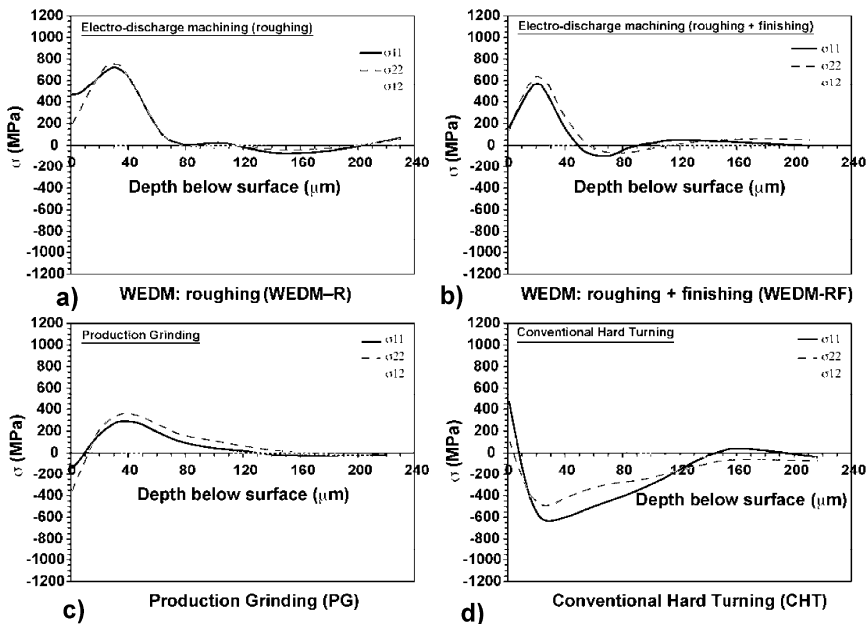 1200
1000
800
600
400
200
0
-200
-400
-600
-800
-1000
-1200
σ (MPa)
Electro-discharge machining (roughing)
σ11
σ22
σ12
0 40 80 120 160 200 240
Depth below surface (μm)
a) WEDM: roughing (WEDM–R)
1200
1000
800
600
400
200
0
-200
-400
-600
-800
-1000
-1200
σ (MPa)
Electro-discharge machining (roughing + finishing)
σ11
σ22
σ12
0 40 80 120 160 200 240
Depth below surface (μm)
b) WEDM: roughing + finishing (WEDM-RF)
1200
1000
800
600
400
200
0
-200
-400
-600
-800
-1000
-1200
σ (MPa)
Production Grinding
σ11
σ22
σ12
0 40 80 120 160 200 240
Depth below surface (μm)
c) Production Grinding (PG)
1200
1000
800
600
400
200
0
-200
-400
-600
-800
-1000
-1200
σ (MPa)
Conventional Hard Turning
σ11
σ22
σ12
0 40 80 120 160 200 240
Depth below surface (μm)
d) Conventional Hard Turning (CHT)